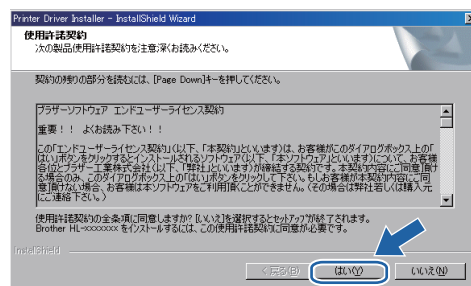 Printer Driver Installer - InstallShield Wizard
使用許諾契約
次の製品使用許諾契約を注意深くお読みください。
契約の残りの部分を読むには、[Page Down]キーを押してください。
ブラザーソフトウェア エンドユーザーライセンス契約
重要！！ よくお読み下さい！！
この「エンドユーザーライセンス契約」(以下、「本契約」といいます)は、お客様がこのダイアログボックス上の「
はい」ボタンをクリックするとインストールされるソフトウェア(以下、「本ソフトウェア」といいます)について、お客様
各位とブラザー工業株式会社(以下、「弊社」といいます)が締結する契約です。本契約内容にご同意頂け
る場合のみ、このダイアログボックス上の「はい」ボタンをクリックして下さい。もしお客様が本契約内容にご同
意頂けない場合、お客様は本ソフトウェアをご利用頂くことができません。(その場合は弊社若しくは購入元
にご連絡下さい。)
使用許諾契約の全条項に同意しますか? [いいえ]を選択するとセットアップが終了されます。
Brother HL-xxxxxxx をインストールするには、この使用許諾契約に同意が必要です。
InstallShield
< 戻る(B) はい(Y) いいえ(N)